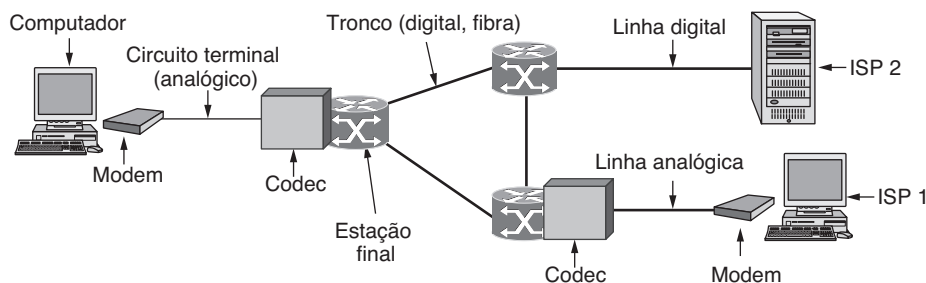 Computador
Tronco (digital, fibra)
Linha digital
Circuito terminal
(analógico)
ISP 2
Linha analógica
Modem
Codec
ISP 1
Estação
final
Codec
Modem